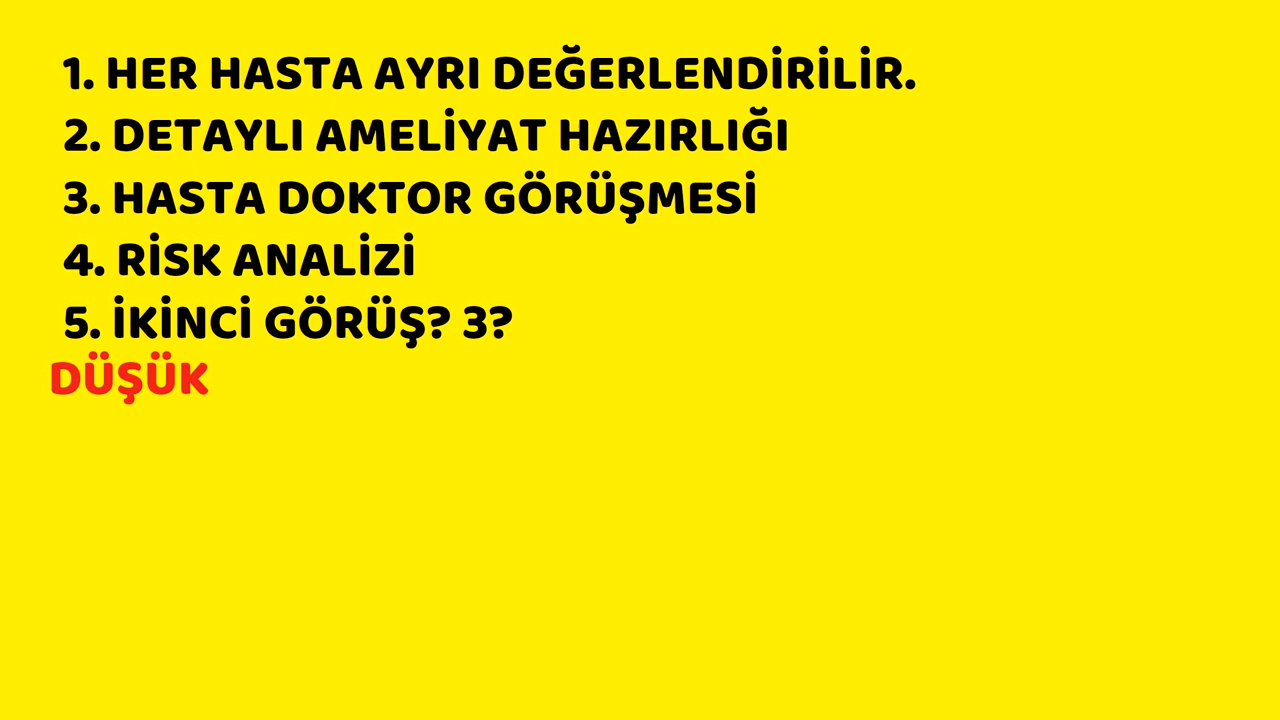 1. HER HASTA AYRI DEĞERLENDİRİLİR.
2. DETAYLI AMELİYAT HAZIRLIĞI
3. HASTA DOKTOR GÖRÜŞMESİ
4. RİSK ANALİZİ
5. İKİNCİ GÖRÜŞ? 3?
DÜŞÜK